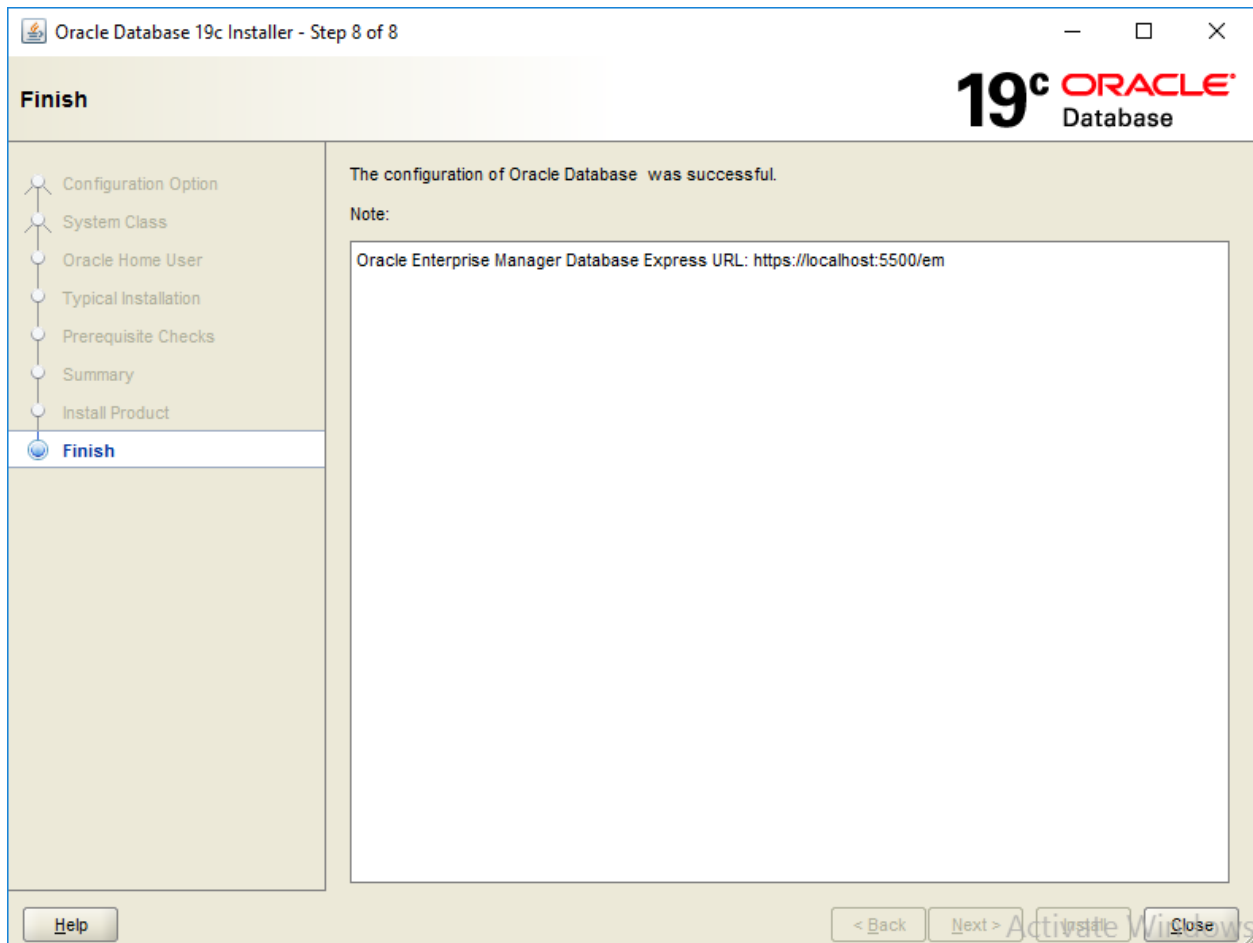 Oracle Database 19c Installer - Step 8 of 8
Finish
19c ORACLE Database
Configuration Option
System Class
Oracle Home User
Typical Installation
Prerequisite Checks
Summary
Install Product
Finish
The configuration of Oracle Database  was successful.
Note:
Oracle Enterprise Manager Database Express URL: https://localhost:5500/em
Help
< Back
Next >
Install
Close
Activate Windows